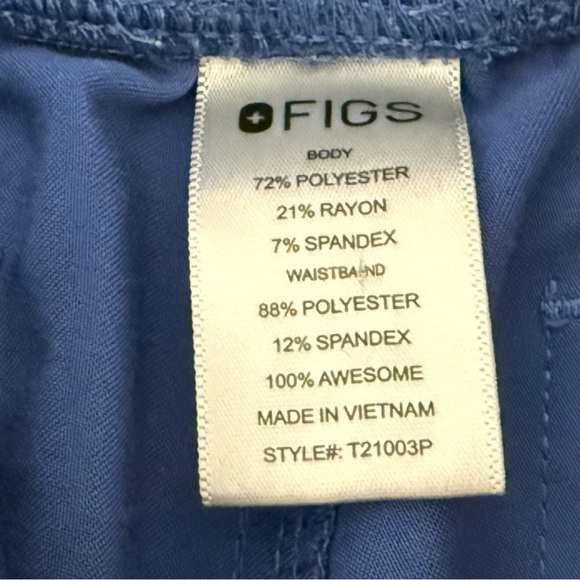 FIGS
BODY
72% POLYESTER
21% RAYON
7% SPANDEX
WAISTBAND
88% POLYESTER
12% SPANDEX
100% AWESOME
MADE IN VIETNAM
STYLE#: T21003P